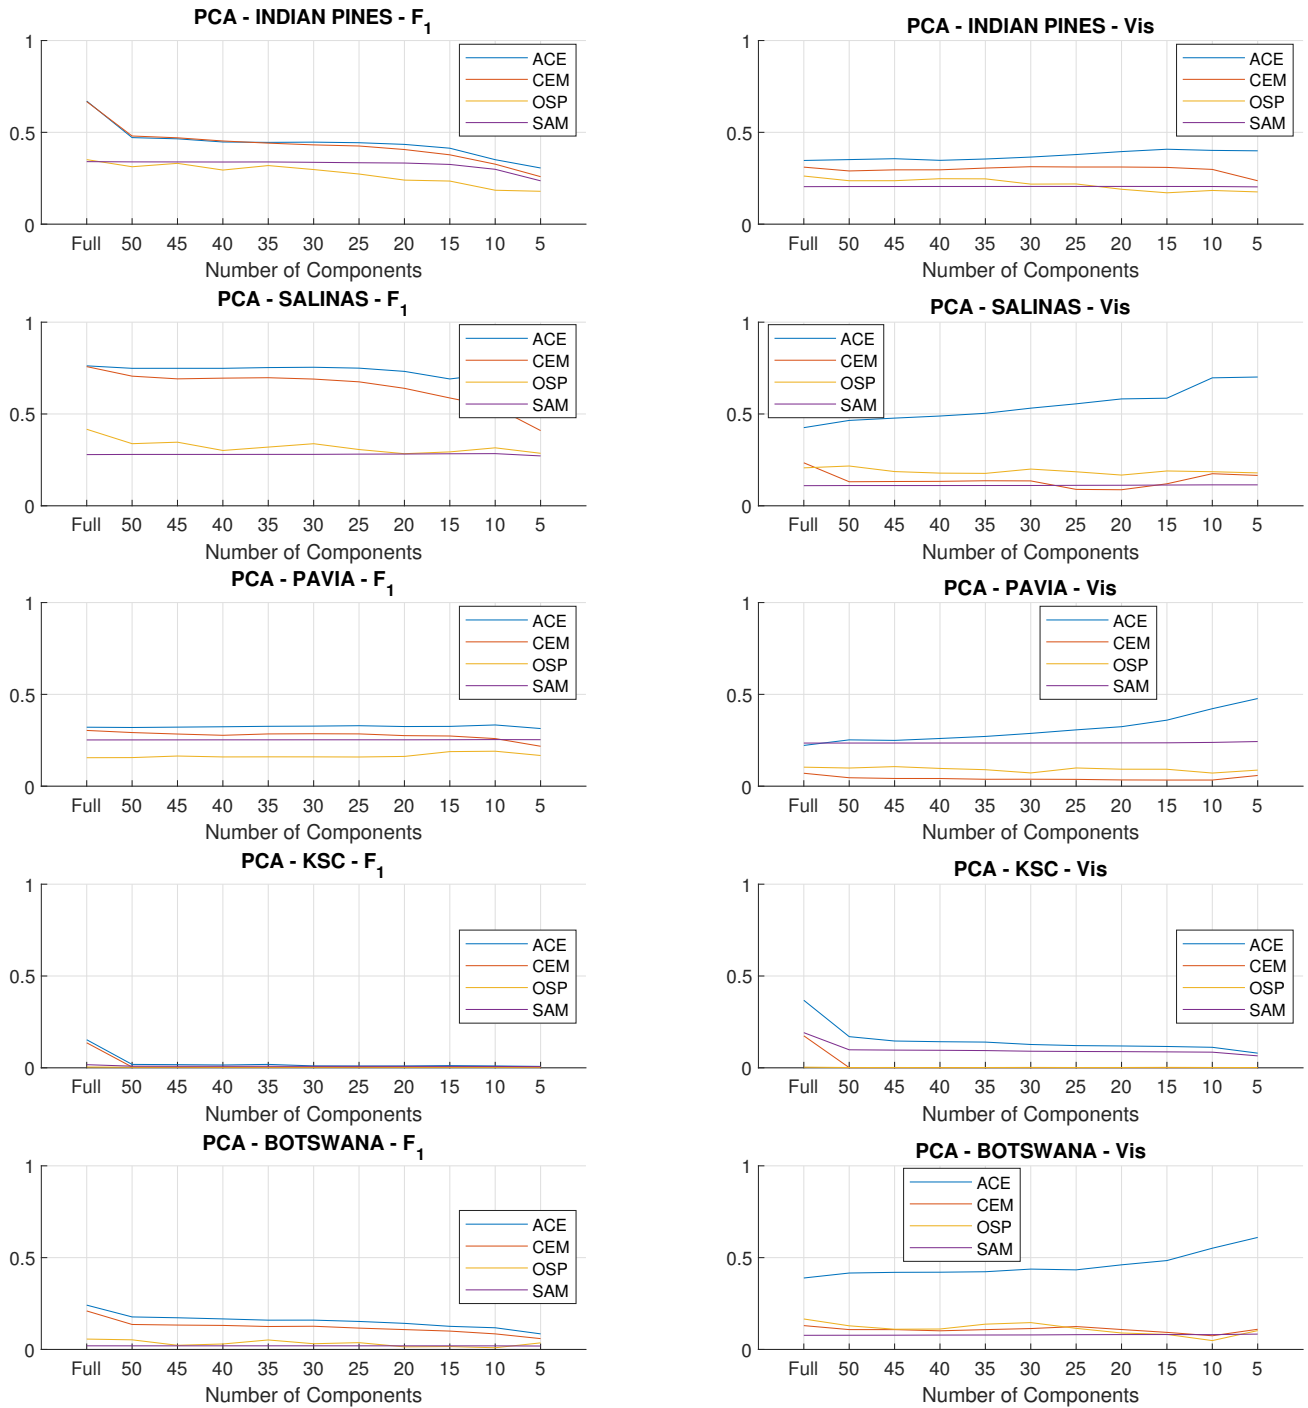 PCA - INDIAN PINES - F1
1
0.5
0
ACE
CEM
OSP
SAM
Full 50 45 40 35 30 25 20 15 10 5
Number of Components
PCA - INDIAN PINES - Vis
1
0.5
0
ACE
CEM
OSP
SAM
Full 50 45 40 35 30 25 20 15 10 5
Number of Components
PCA - SALINAS - F1
1
0.5
0
ACE
CEM
OSP
SAM
Full 50 45 40 35 30 25 20 15 10 5
Number of Components
PCA - SALINAS - Vis
1
0.5
0
ACE
CEM
OSP
SAM
Full 50 45 40 35 30 25 20 15 10 5
Number of Components
PCA - PAVIA - F1
1
0.5
0
ACE
CEM
OSP
SAM
Full 50 45 40 35 30 25 20 15 10 5
Number of Components
PCA - PAVIA - Vis
1
0.5
0
ACE
CEM
OSP
SAM
Full 50 45 40 35 30 25 20 15 10 5
Number of Components
PCA - KSC - F1
1
0.5
0
ACE
CEM
OSP
SAM
Full 50 45 40 35 30 25 20 15 10 5
Number of Components
PCA - KSC - Vis
1
0.5
0
ACE
CEM
OSP
SAM
Full 50 45 40 35 30 25 20 15 10 5
Number of Components
PCA - BOTSWANA - F1
1
0.5
0
ACE
CEM
OSP
SAM
Full 50 45 40 35 30 25 20 15 10 5
Number of Components
PCA - BOTSWANA - Vis
1
0.5
0
ACE
CEM
OSP
SAM
Full 50 45 40 35 30 25 20 15 10 5
Number of Components